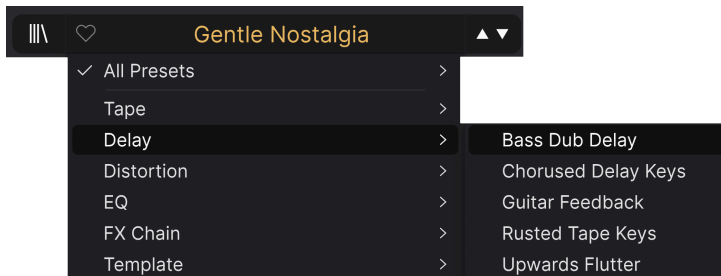 Gentle Nostalgia
All Presets
Tape
Delay
Distortion
EQ
FX Chain
Template
Bass Dub Delay
Chorused Delay Keys
Guitar Feedback
Rusted Tape Keys
Upwards Flutter